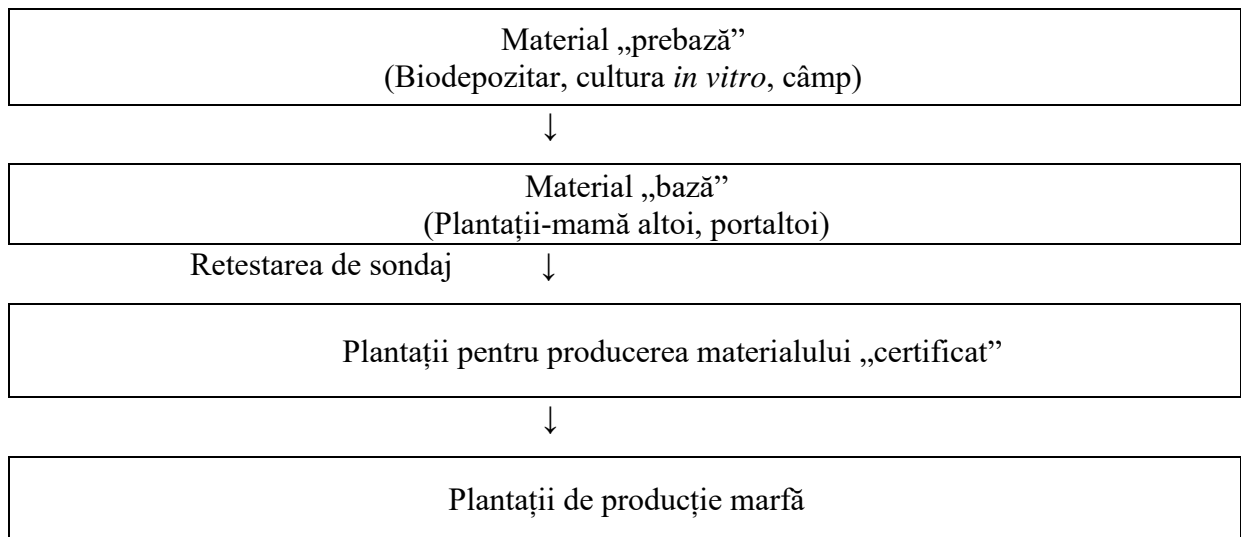 Material „prebază”
(Biodepozitar, cultura in vitro, câmp)
↓
Material „bază”
(Plantații-mamă altoi, portaltoi)
Retestarea de sondaj ↓
Plantații pentru producerea materialului „certificat”
↓
Plantații de producție marfă